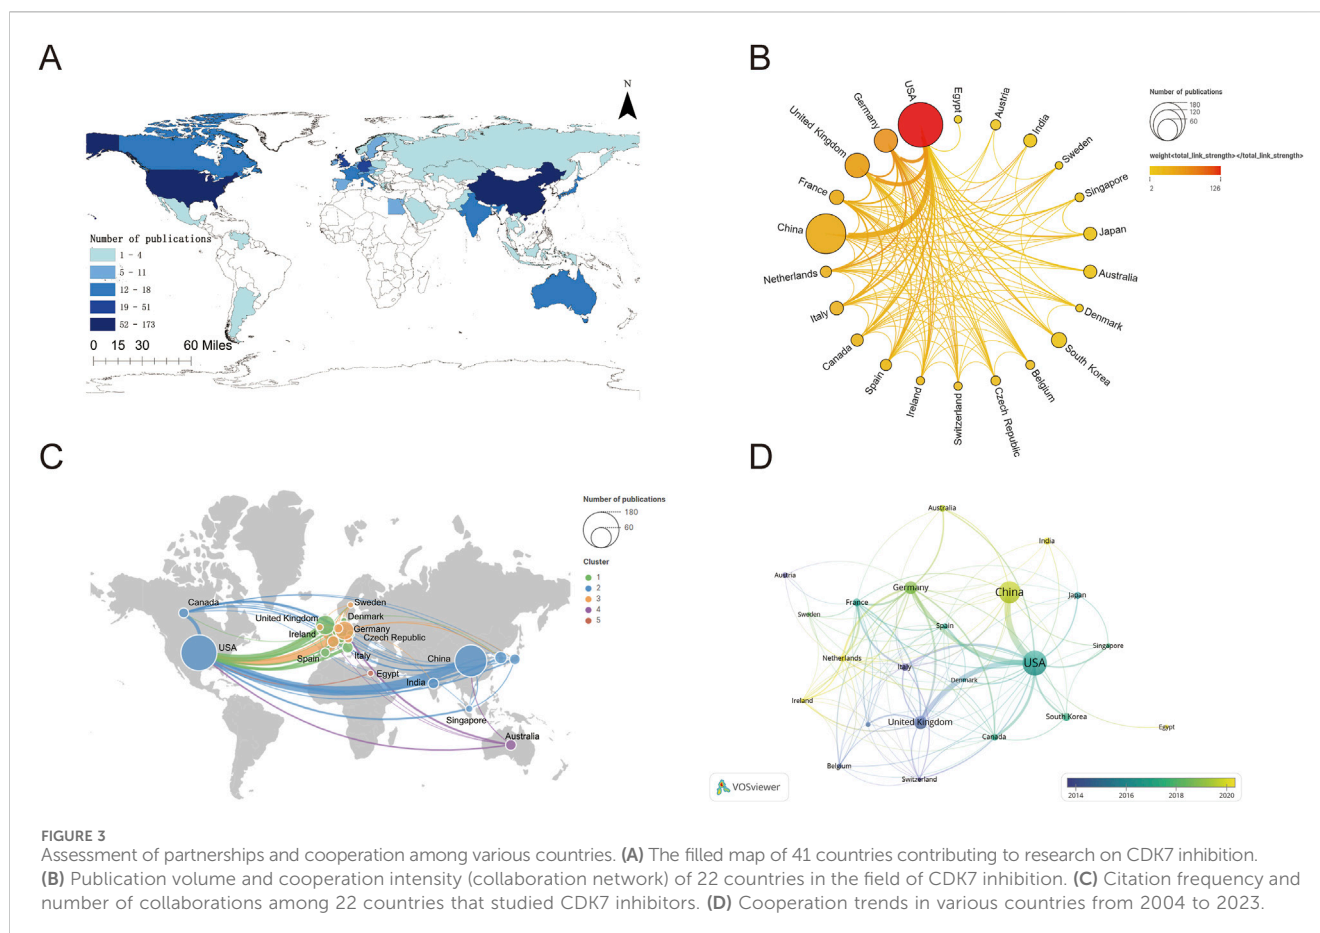 A
N
Number of publications
1 - 4
5 - 11
12 - 18
19 - 51
52 - 173
0 15 30 60 Miles
B
USA
Egypt
Austria
India
Sweden
Singapore
Japan
Australia
Denmark
South Korea
Belgium
Czech Republic
Switzerland
Ireland
Spain
Canada
Italy
Netherlands
China
France
United Kingdom
Germany
Number of publications
180
120
60
weight<total_link_strength></total_link_strength>
1 1
2 126
C
Canada
USA
United Kingdom
Ireland
Spain
Sweden
Denmark
Germany
Czech Republic
Italy
Egypt
India
China
Singapore
Australia
Number of publications
180
60
Cluster
1
2
3
4
5
D
Australia
India
Austria
Germany
China
France
Japan
Sweden
Spain
Singapore
Netherlands
Italy
USA
Denmark
Ireland
United Kingdom
South Korea
Egypt
Canada
Belgium
Switzerland
VOSviewer
2014 2016 2018 2020
FIGURE 3
Assessment of partnerships and cooperation among various countries. (A) The filled map of 41 countries contributing to research on CDK7 inhibition.
(B) Publication volume and cooperation intensity (collaboration network) of 22 countries in the field of CDK7 inhibition. (C) Citation frequency and
number of collaborations among 22 countries that studied CDK7 inhibitors. (D) Cooperation trends in various countries from 2004 to 2023.